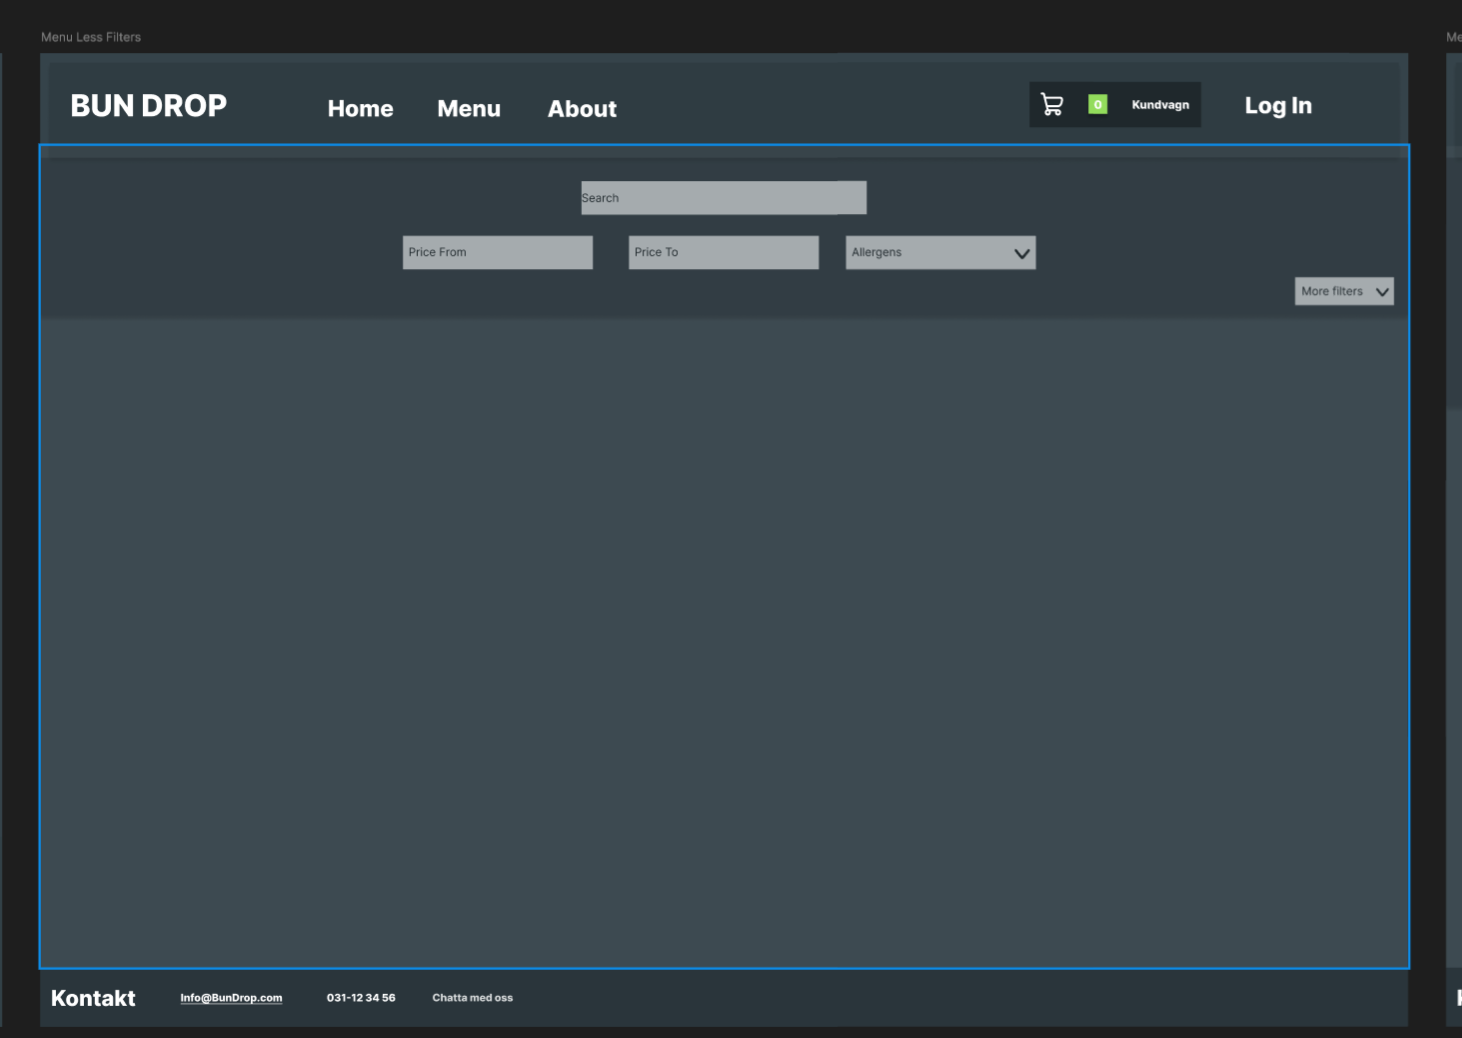 Menu Less Filters
BUN DROP
Home
Menu
About
0
Kundvagn
Log In
Search
Price From
Price To
Allergens
More filters
Kontakt
Info@BunDrop.com
031-12 34 56
Chatta med oss